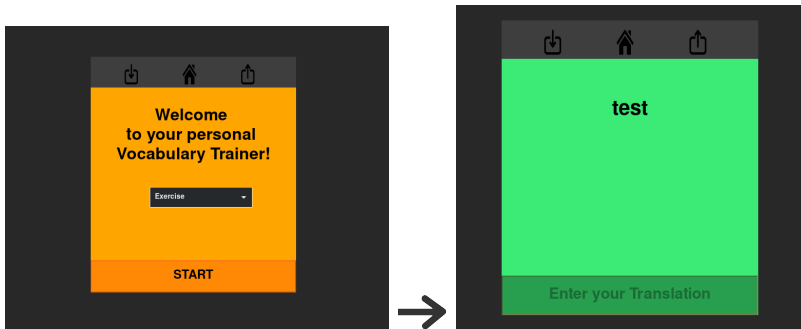 Welcome
to your personal
Vocabulary Trainer!
Exercise
START
test
Enter your Translation